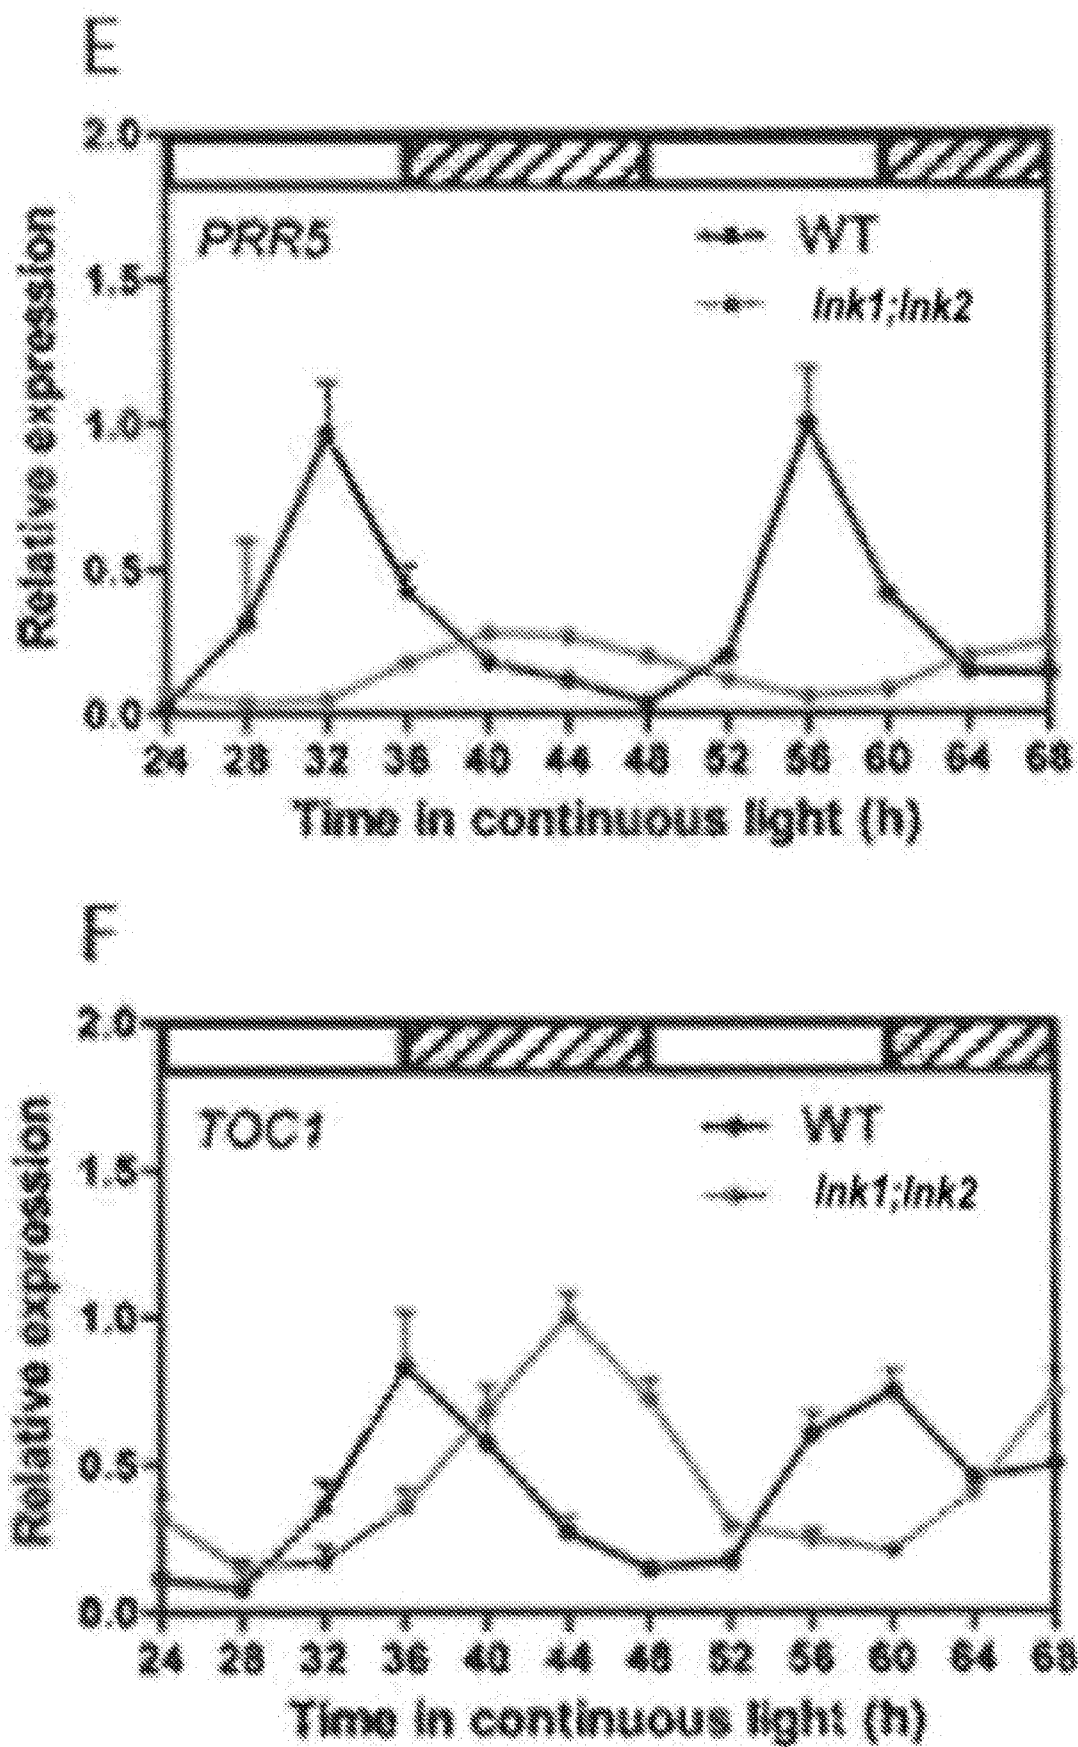 E
2.0
PRR5
WT
lnk1;lnk2
1.5
1.0
0.5
0.0
Relative expression
24 28 32 36 40 44 48 52 56 60 64 68
Time in continuous light (h)
F
2.0
TOC1
WT
lnk1;lnk2
1.5
1.0
0.5
0.0
Relative expression
24 28 32 36 40 44 48 52 56 60 64 68
Time in continuous light (h)